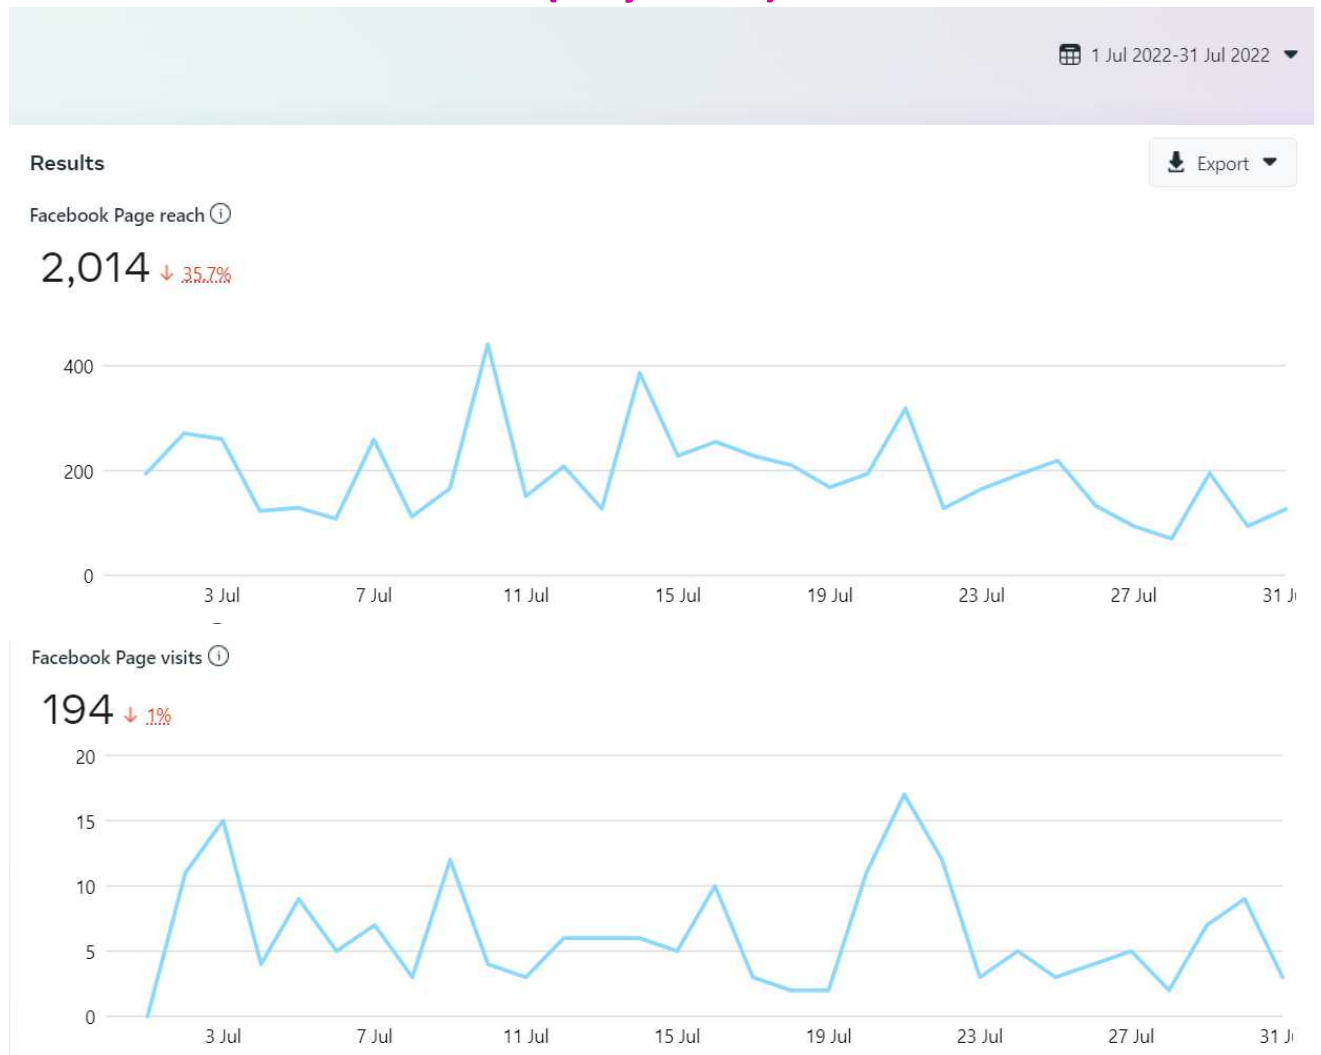 1 Jul 2022-31 Jul 2022
Results
Export
Facebook Page reach
2,014 ↓ 35.7%
400
200
0
3 Jul 7 Jul 11 Jul 15 Jul 19 Jul 23 Jul 27 Jul 31 J
Facebook Page visits
194 ↓ 1%
20
15
10
5
0
3 Jul 7 Jul 11 Jul 15 Jul 19 Jul 23 Jul 27 Jul 31 J